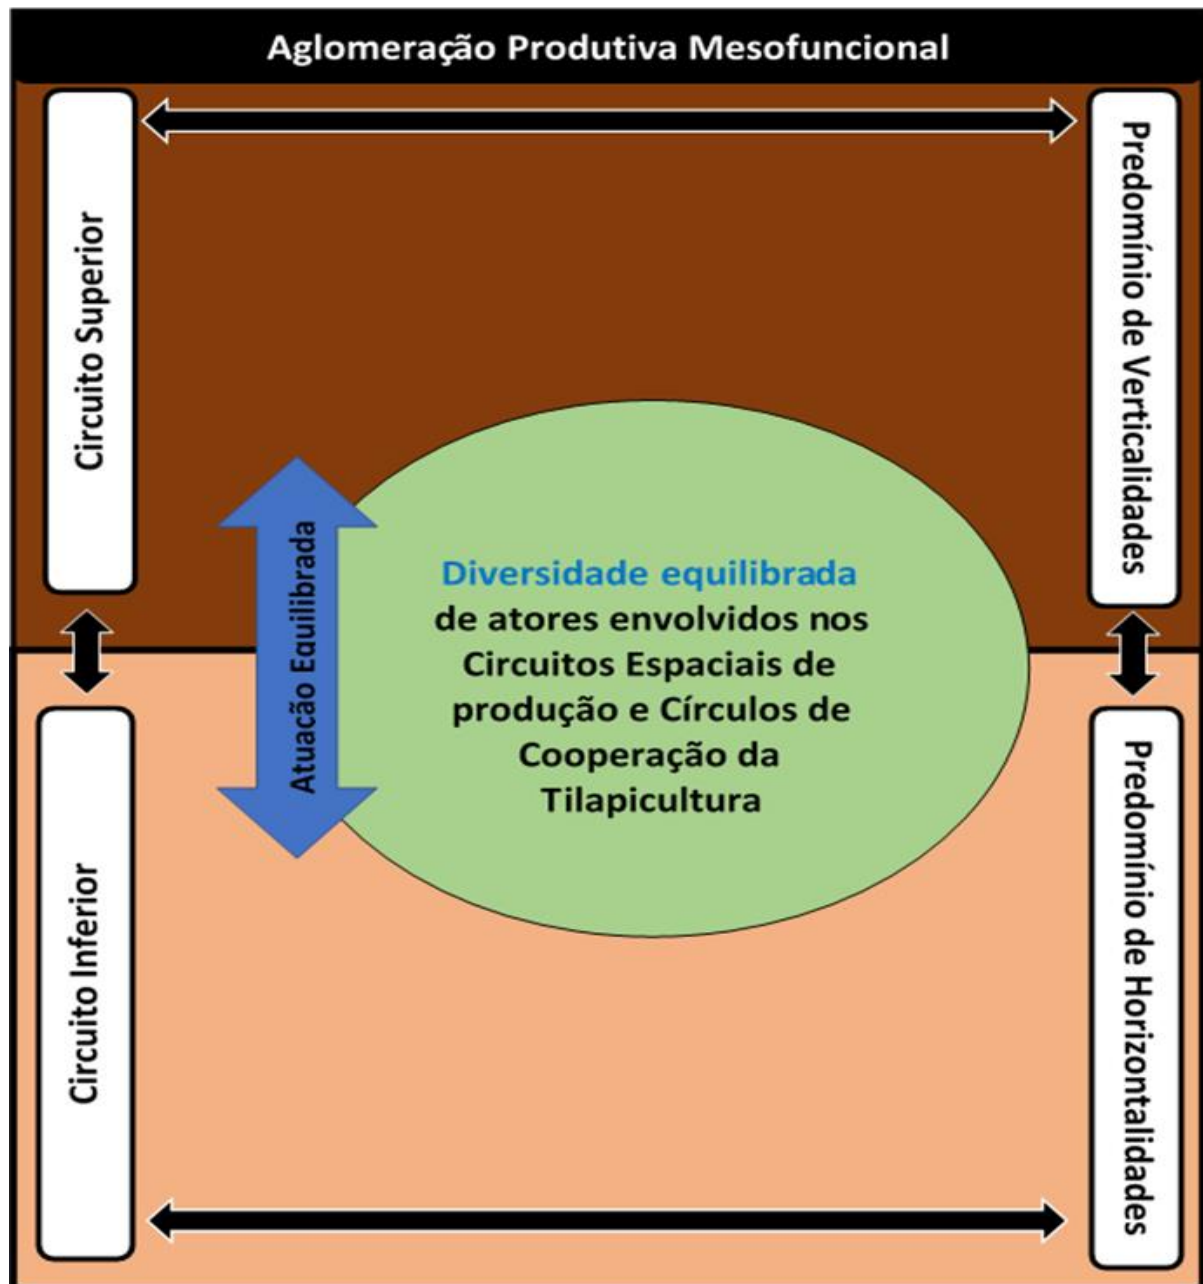 Aglomeração Produtiva Mesofuncional
Circuito Superior
Predomínio de Verticalidades
Atuação Equilibrada
Diversidade equilibrada
de atores envolvidos nos
Circuitos Espaciais de
produção e Círculos de
Cooperação da
Tilapicultura
Circuito Inferior
Predomínio de Horizontalidades